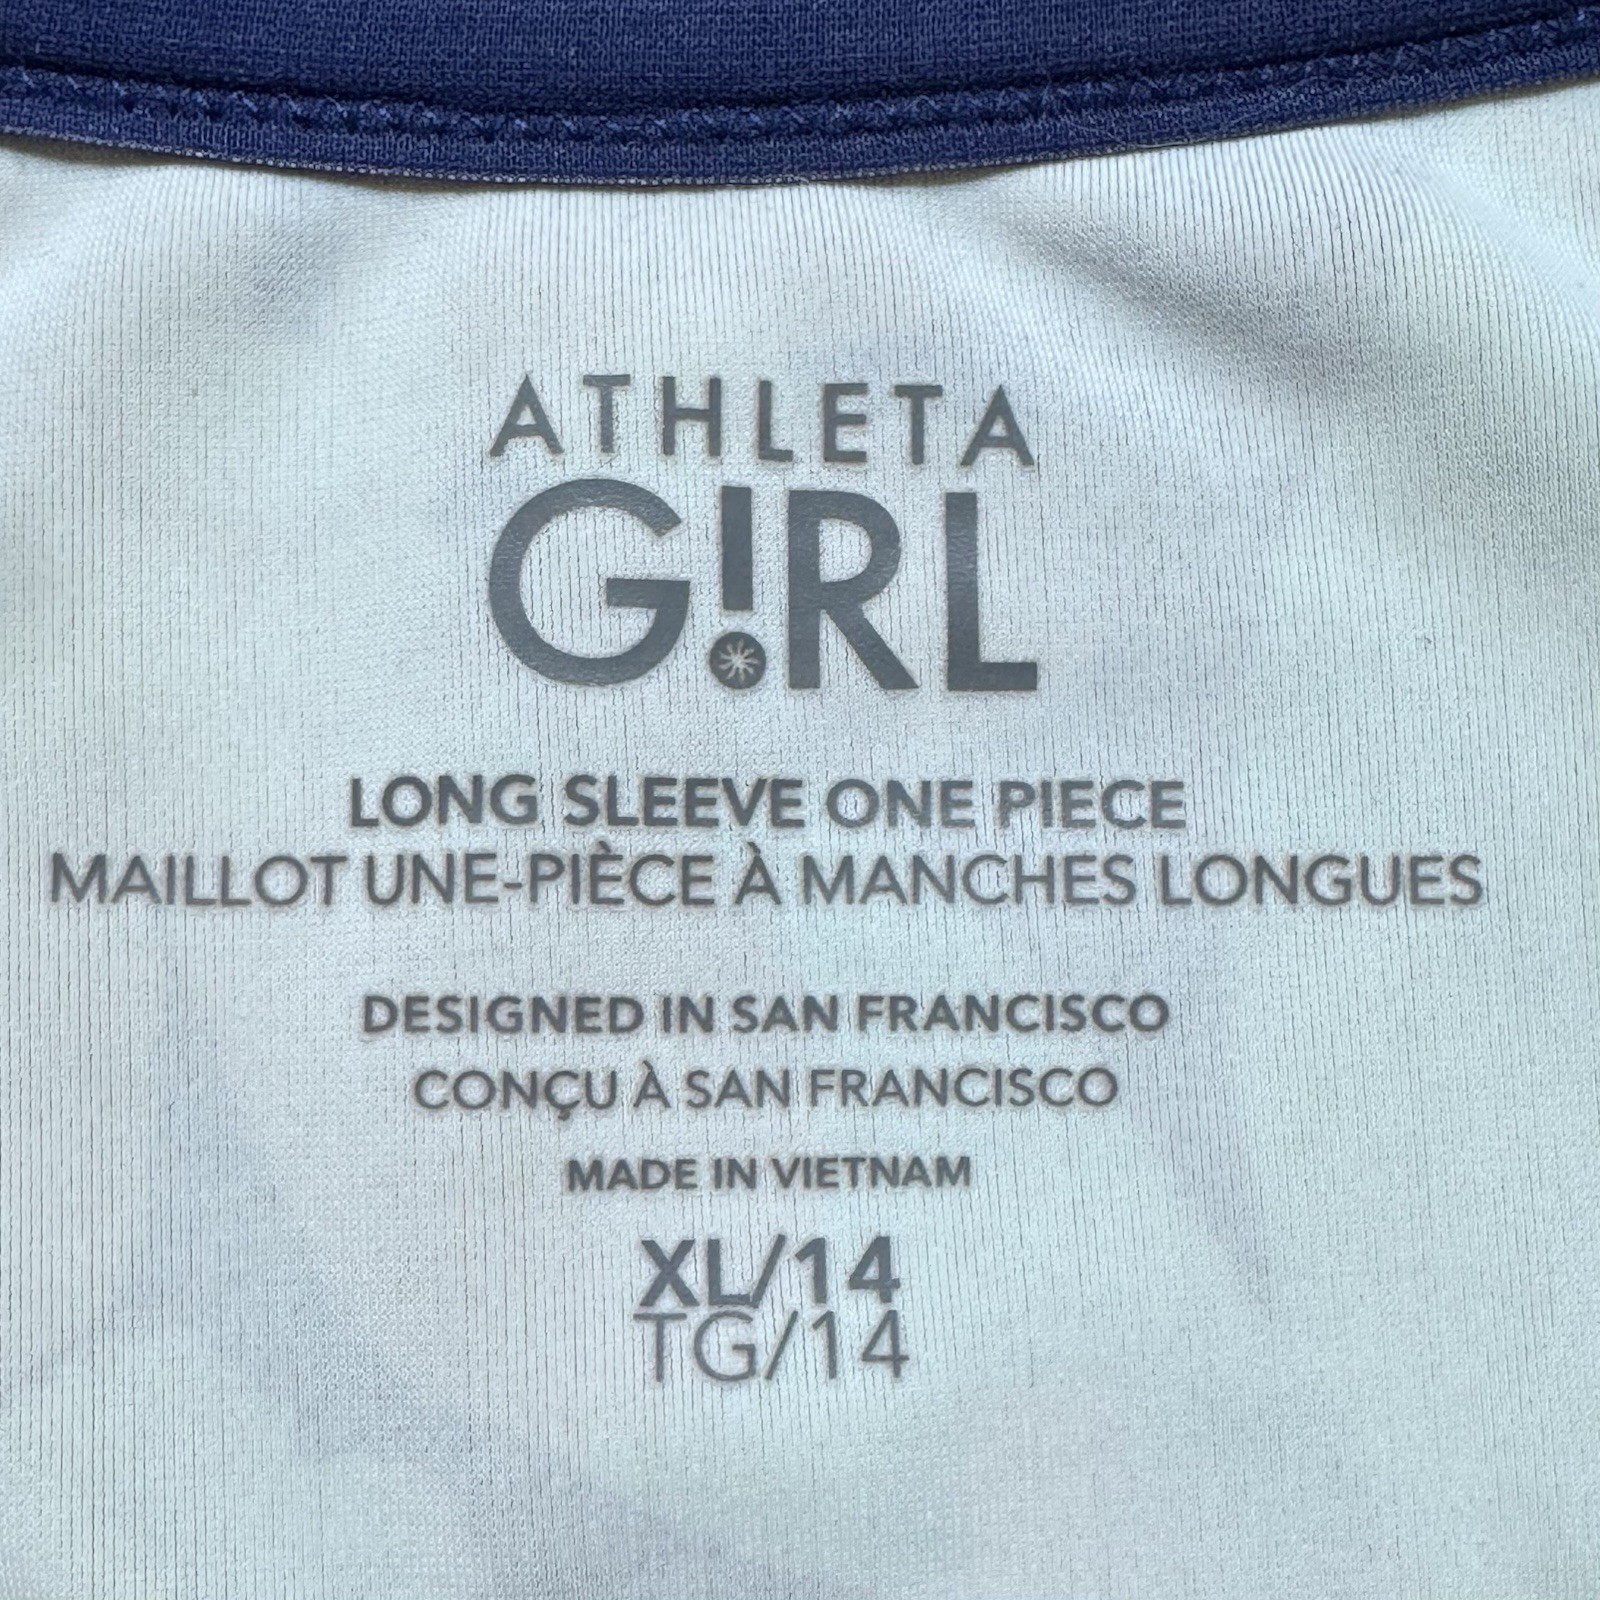 ATHLETA
G!RL
LONG SLEEVE ONE PIECE
MAILLOT UNE-PIÈCE À MANCHES LONGUES
DESIGNED IN SAN FRANCISCO
CONÇU À SAN FRANCISCO
MADE IN VIETNAM
XL/14
TG/14